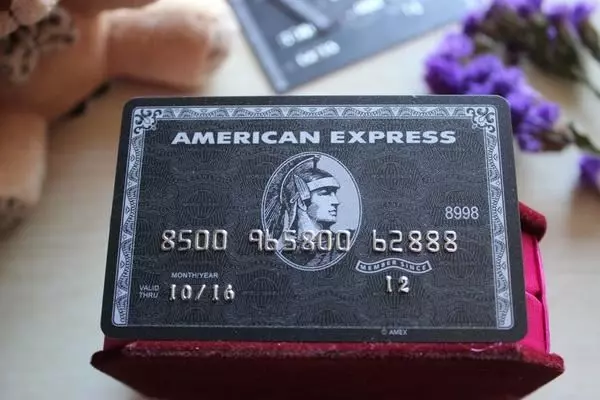 AMERICAN EXPRESS
8998
8500 965800 62888
MEMBER SINCE
MONTH/YEAR
VALID THRU
10/16
12
© AMEX